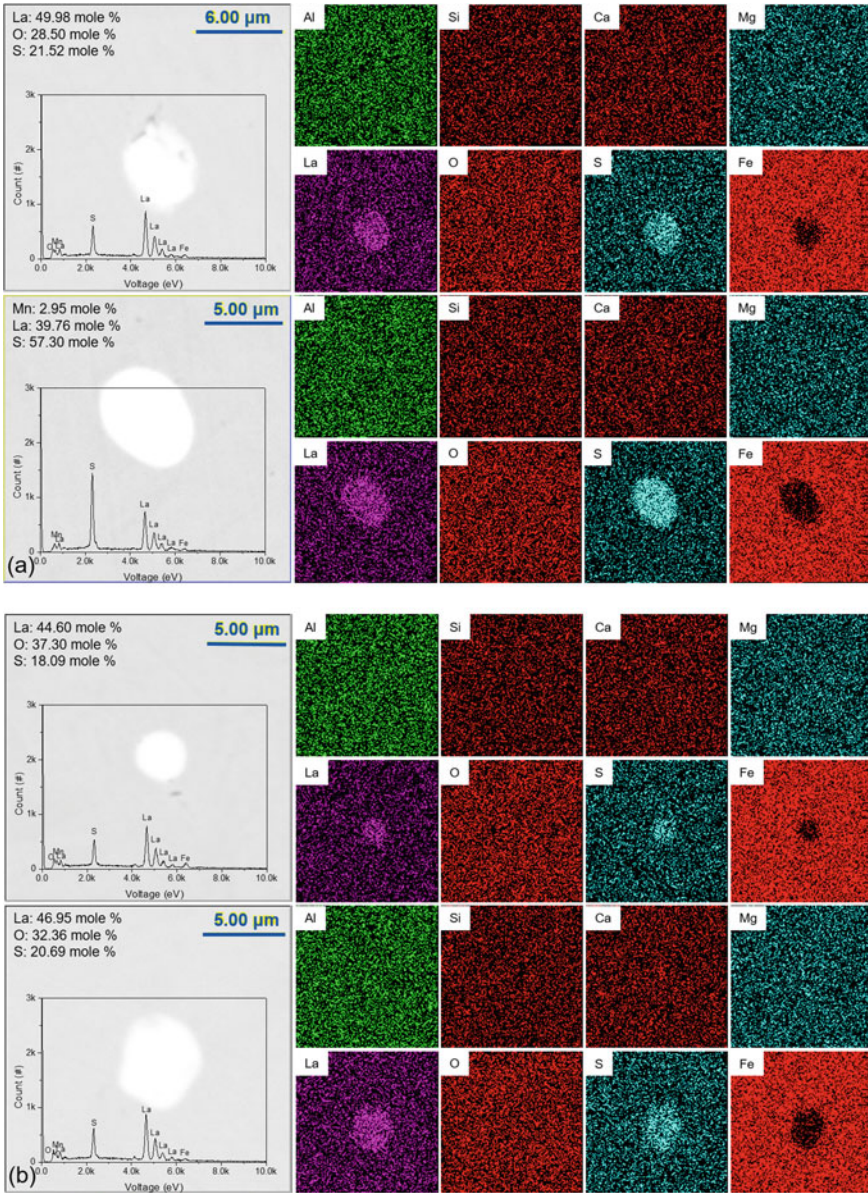 La: 49.98 mole %
O: 28.50 mole %
S: 21.52 mole %
6.00 µm
3k
2k
1k
0
Count (#)
O Mn La S La La La La Fe
0.0 2.0k 4.0k 6.0k 8.0k 10.0k
Voltage (eV)
Al Si Ca Mg
La O S Fe
Mn: 2.95 mole %
La: 39.76 mole %
S: 57.30 mole %
5.00 µm
3k
2k
1k
0
Count (#)
Mn La S La La La La Fe
0.0 2.0k 4.0k 6.0k 8.0k 10.0k
Voltage (eV)
Al Si Ca Mg
La O S Fe
(a)
La: 44.60 mole %
O: 37.30 mole %
S: 18.09 mole %
5.00 µm
3k
2k
1k
0
Count (#)
O Mn La S La La La La Fe
0.0 2.0k 4.0k 6.0k 8.0k 10.0k
Voltage (eV)
Al Si Ca Mg
La O S Fe
La: 46.95 mole %
O: 32.36 mole %
S: 20.69 mole %
5.00 µm
3k
2k
1k
0
Count (#)
O Mn La S La La La La Fe
0.0 2.0k 4.0k 6.0k 8.0k 10.0k
Voltage (eV)
Al Si Ca Mg
La O S Fe
(b)